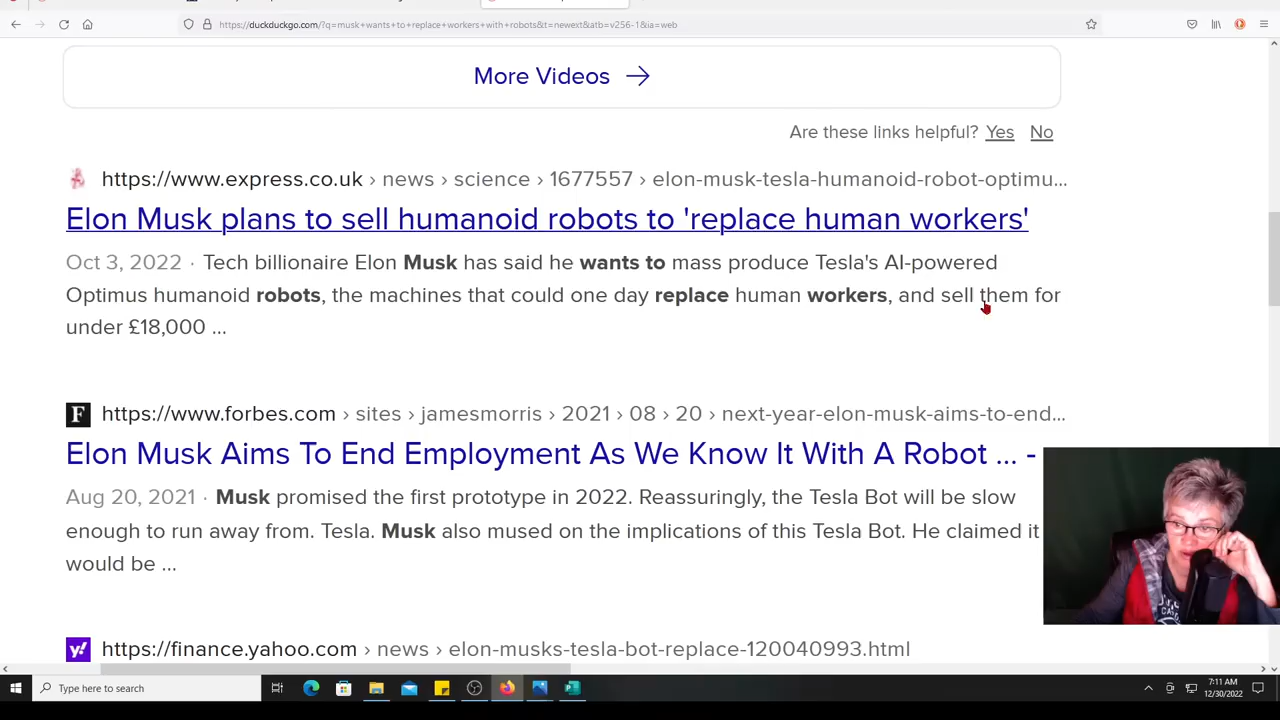 https://duckduckgo.com/?q=musk+wants+to+replace+workers+with+robots&t=newext&atb=v256-1&ia=web
More Videos →
Are these links helpful? Yes No
https://www.express.co.uk › news › science › 1677557 › elon-musk-tesla-humanoid-robot-optimu...
Elon Musk plans to sell humanoid robots to 'replace human workers'
Oct 3, 2022 · Tech billionaire Elon Musk has said he wants to mass produce Tesla's AI-powered
Optimus humanoid robots, the machines that could one day replace human workers, and sell them for
under £18,000 ...
F https://www.forbes.com › sites › jamesmorris › 2021 › 08 › 20 › next-year-elon-musk-aims-to-end...
Elon Musk Aims To End Employment As We Know It With A Robot ... -
Aug 20, 2021 · Musk promised the first prototype in 2022. Reassuringly, the Tesla Bot will be slow
enough to run away from. Tesla. Musk also mused on the implications of this Tesla Bot. He claimed it
would be ...
y! https://finance.yahoo.com › news › elon-musks-tesla-bot-replace-120040993.html
Type here to search
7:11 AM
12/30/2022